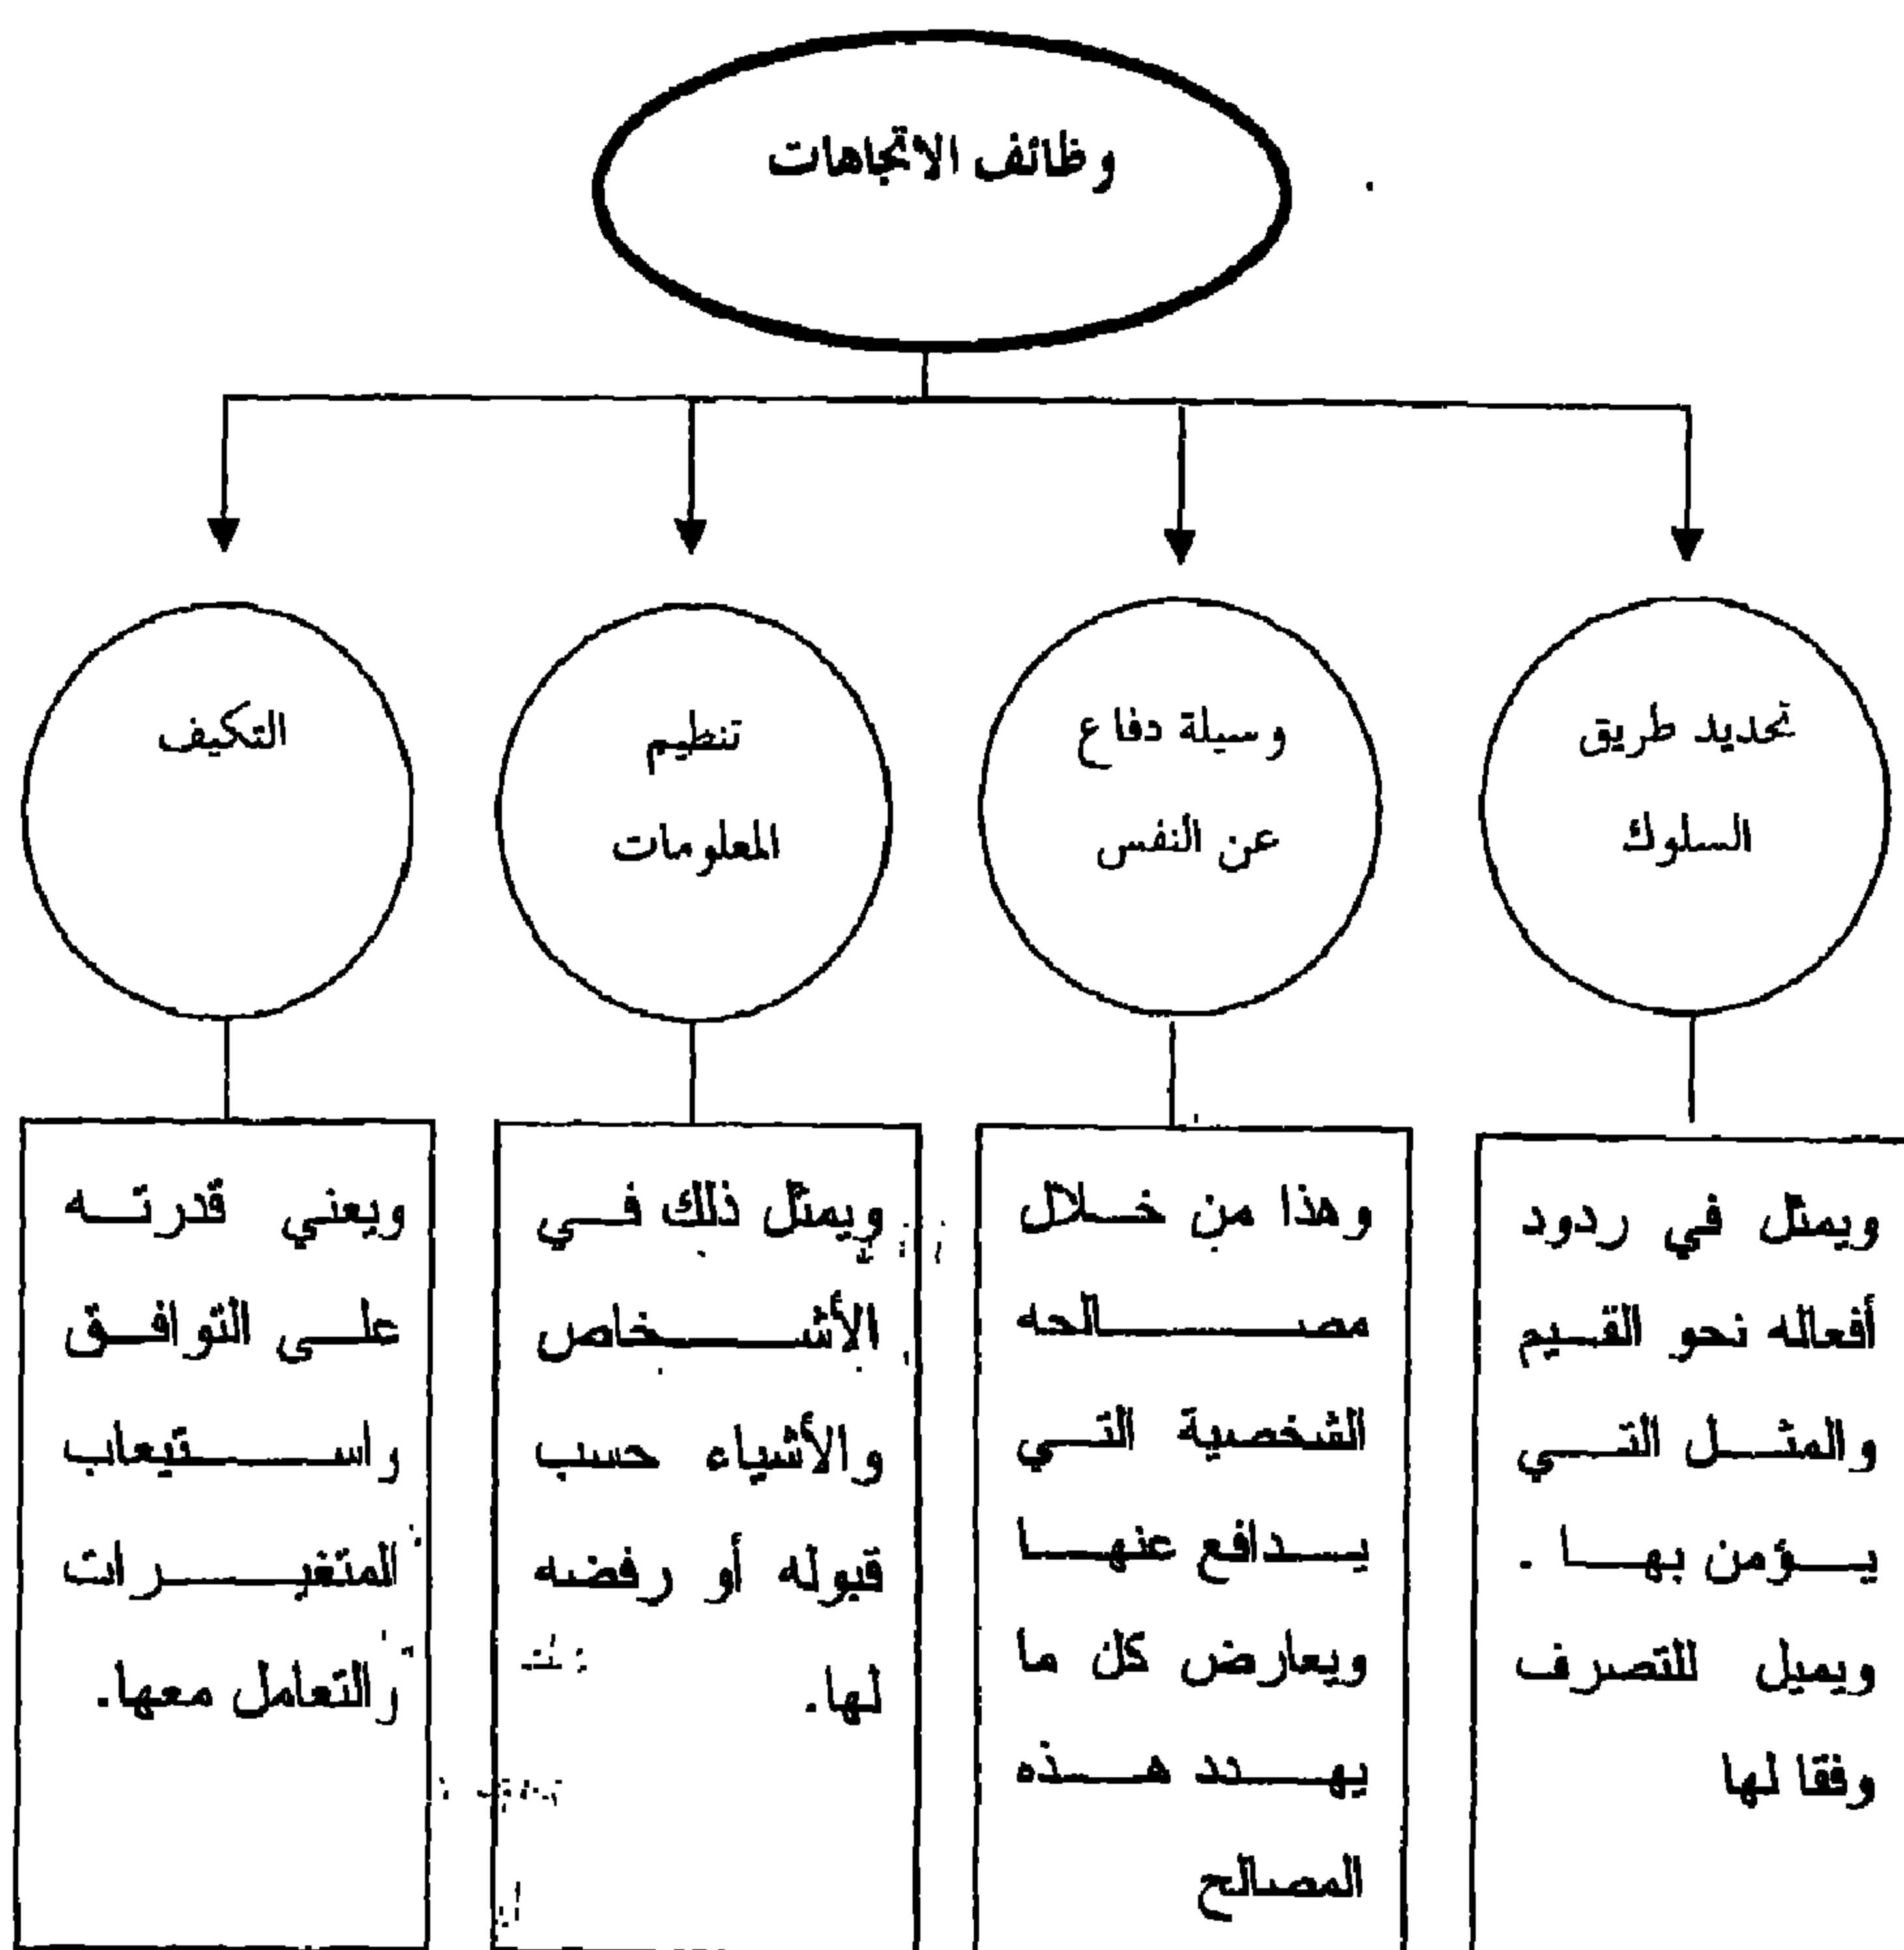 وظائف الاتجاهات
تحديد طريق
السلوك
وسيلة دفاع
عن النفس
تنظيم
المعلومات
التكيف
ويمثل في ردود
أفعاله نحو القيم
والمثل التي
يؤمن بها .
ويميل للتصرف
وفقا لها
وهذا من خلال
مصالحه
الشخصية التي
يدافع عنها
ويعارض كل ما
يهدد هذه
المصالح
ويمثل ذلك في
الأشخاص
والأشياء حسب
قبوله أو رفضه
لها.
ويعني قدرته
على التوافق
واستيعاب
المتغيرات
والتعامل معها.